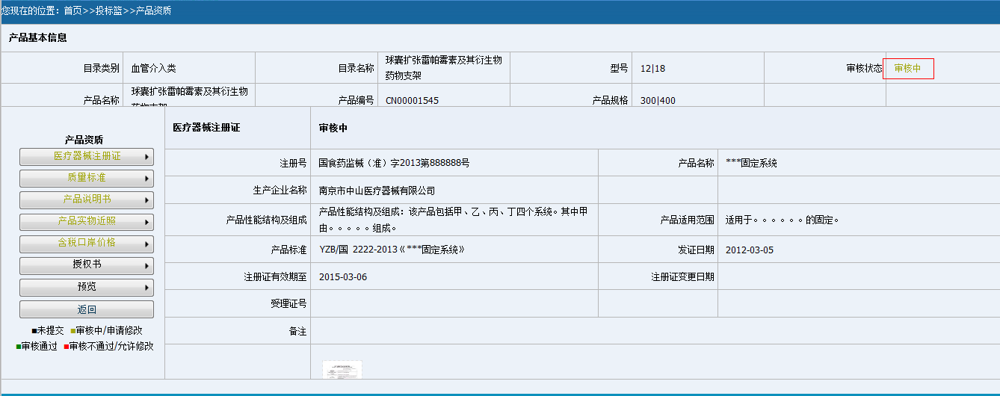 您现在的位置：首页>>投标篮>>产品资质
产品基本信息
目录类别 血管介入类 目录名称 球囊扩张雷帕霉素及其衍生物 型号 12|18 审核状态 审核中
药物支架
产品名称 球囊扩张雷帕霉素及其衍生物 产品编号 CN00001545 产品规格 300|400
药物支架
产品资质
医疗器械注册证
质量标准
产品说明书
产品实物近照
含税口岸价格
授权书
预览
返回
■未提交 ■审核中/申请修改
■审核通过 ■审核不通过/允许修改
医疗器械注册证 审核中
注册号 国食药监械（准）字2013第888888号 产品名称 ***固定系统
生产企业名称 南京市中山医疗器械有限公司
产品性能结构及组成 产品性能结构及组成：该产品包括甲、乙、丙、丁四个系统。其中甲
由。。。。。组成。
产品适用范围 适用于。。。。。。的固定。
产品标准 YZB/国 2222-2013《***固定系统》 发证日期 2012-03-05
注册证有效期至 2015-03-06 注册证变更日期
受理证号
备注